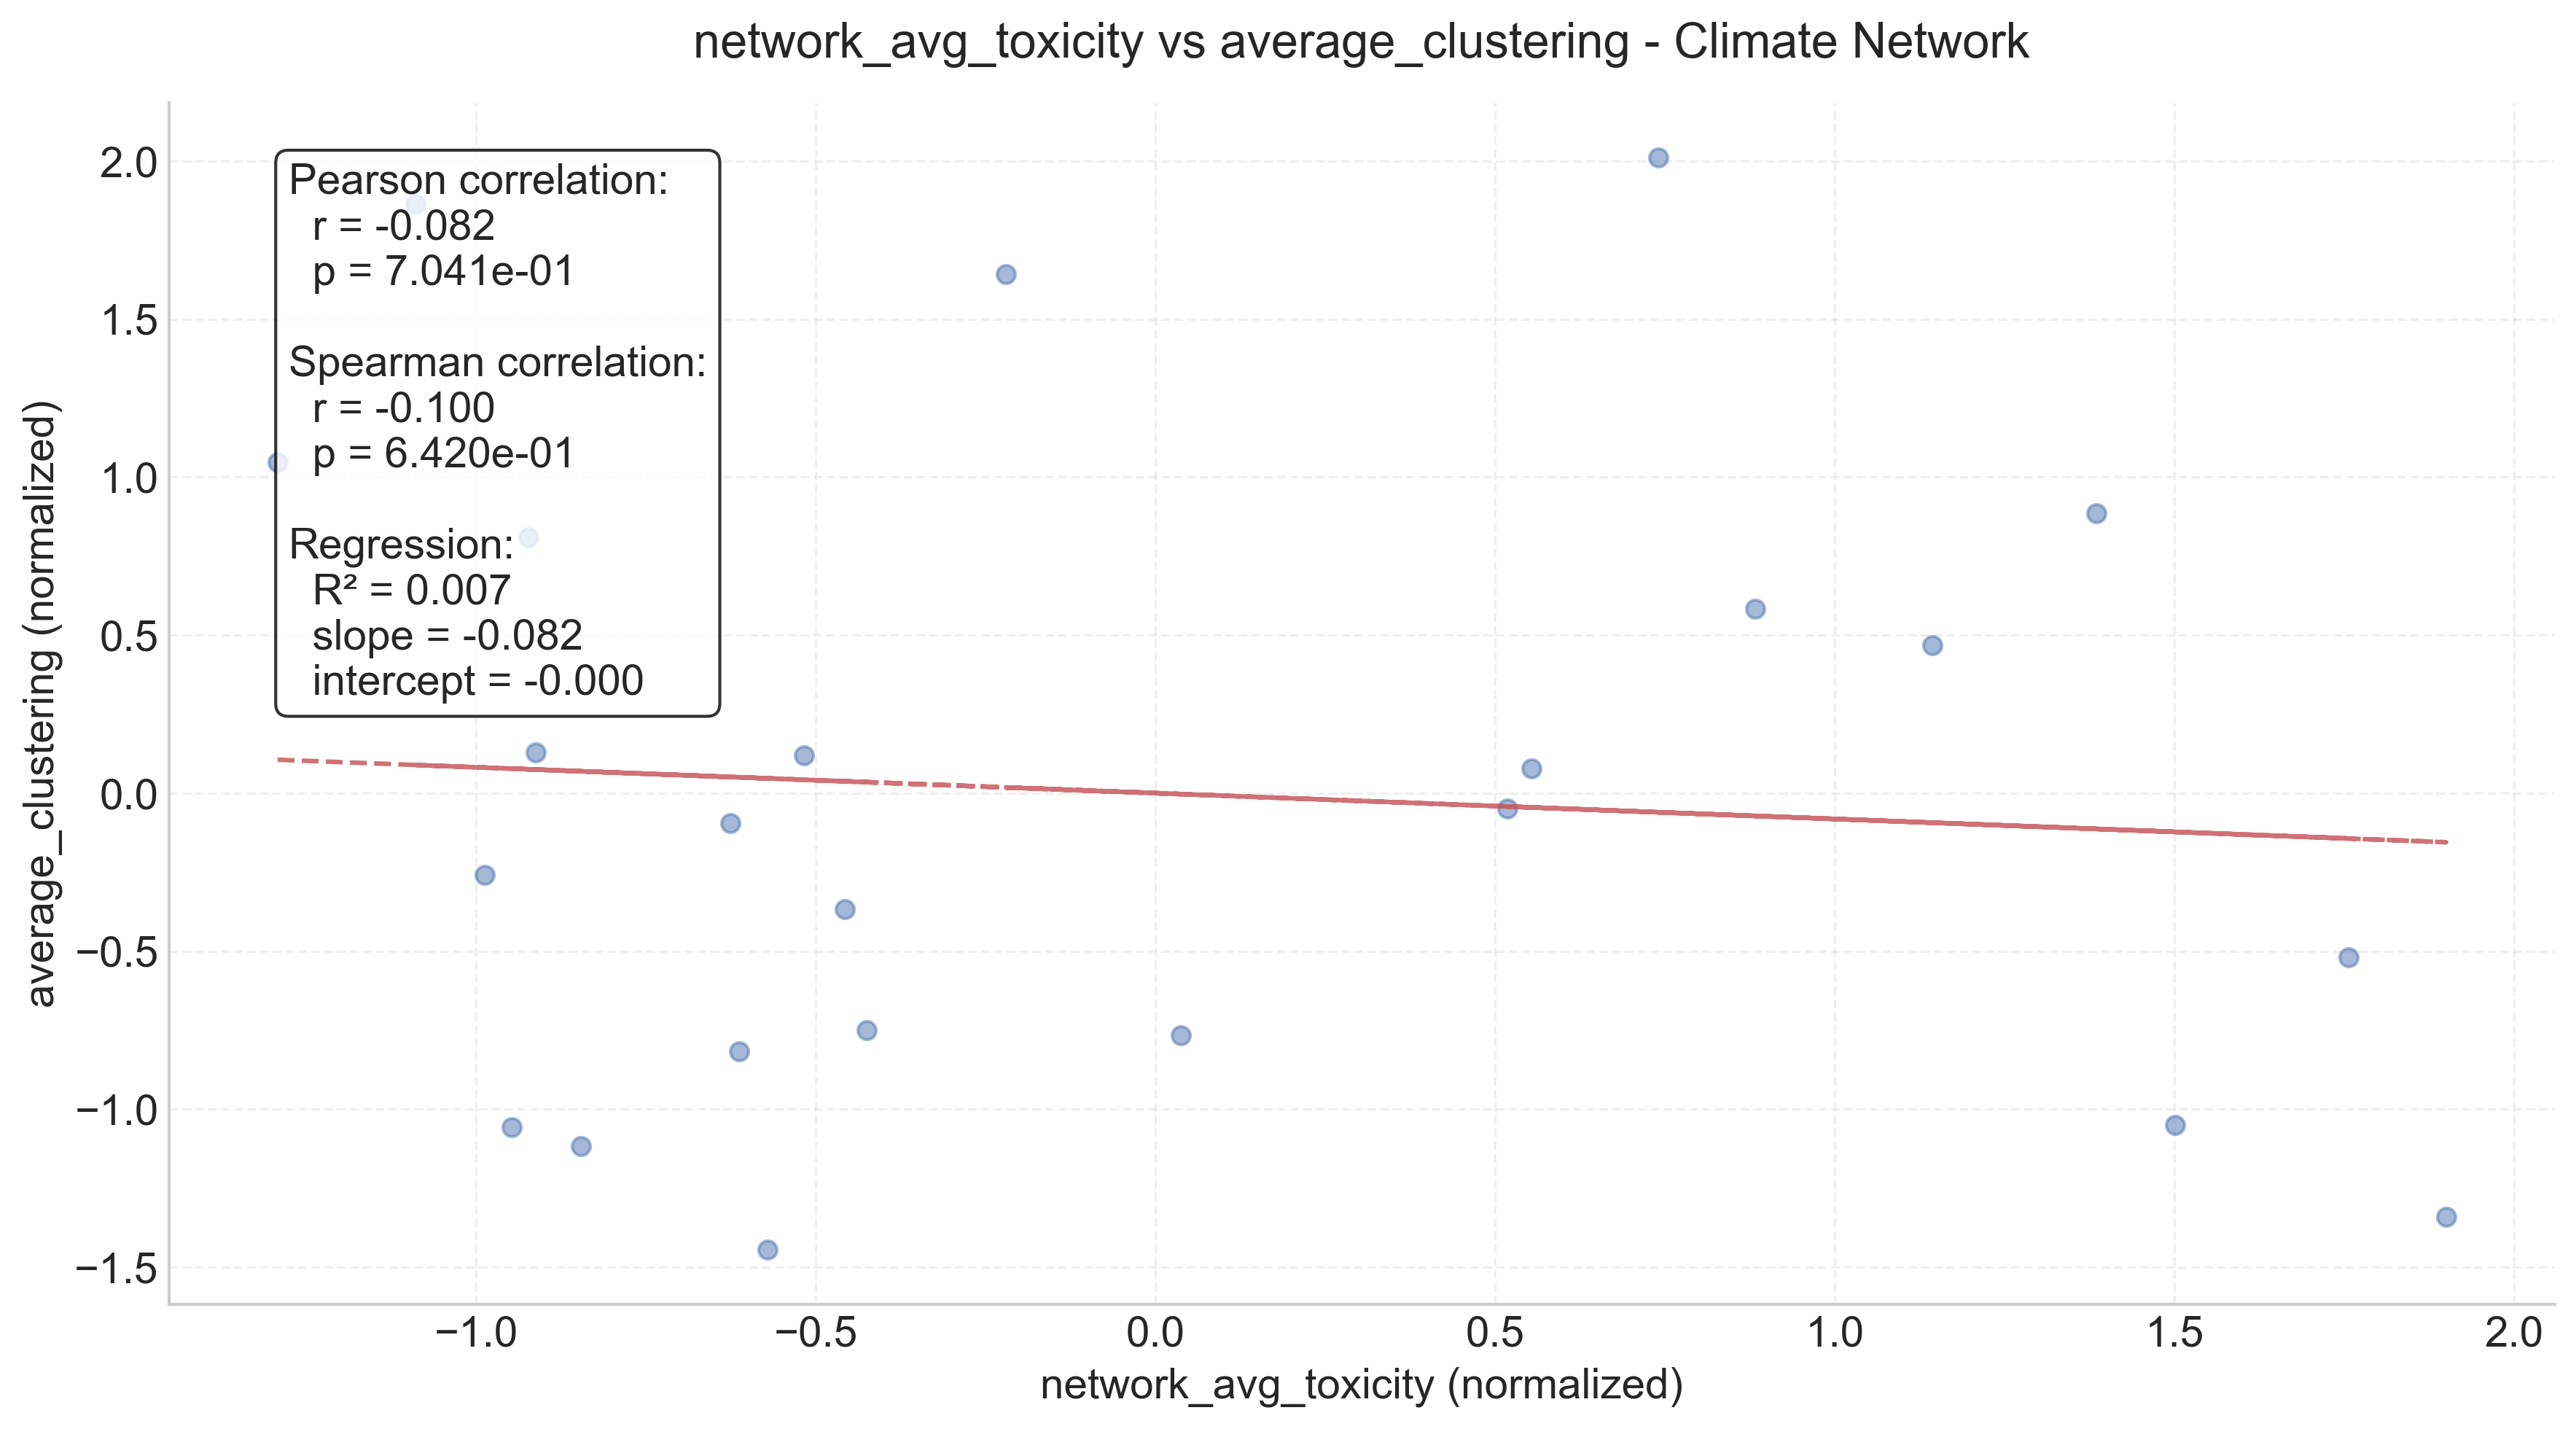 network_avg_toxicity vs average_clustering - Climate Network
Pearson correlation:
r = -0.082
p = 7.041e-01
Spearman correlation:
r = -0.100
p = 6.420e-01
Regression:
R² = 0.007
slope = -0.082
intercept = -0.000
average_clustering (normalized)
2.0
1.5
1.0
0.5
0.0
−0.5
−1.0
−1.5
−1.0 −0.5 0.0 0.5 1.0 1.5 2.0
network_avg_toxicity (normalized)